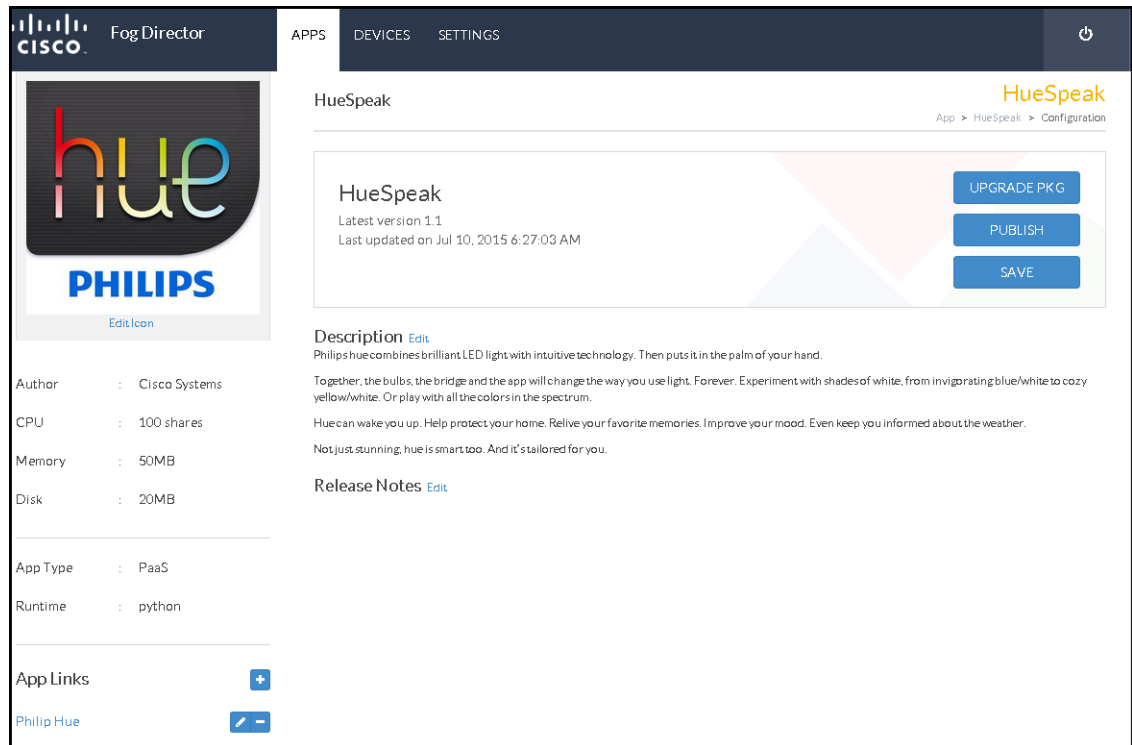 CISCO
Fog Director
APPS DEVICES SETTINGS
hue
PHILIPS
Edit Icon
Author : Cisco Systems
CPU : 100 shares
Memory : 50MB
Disk : 20MB
App Type : PaaS
Runtime : python
App Links
Philip Hue
HueSpeak
HueSpeak
App > HueSpeak > Configuration
HueSpeak
Latest version 1.1
Last updated on Jul 10, 2015 6:27:03 AM
UPGRADE PKG
PUBLISH
SAVE
Description Edit
Philips hue combines brilliant LED light with intuitive technology. Then puts it in the palm of your hand.
Together, the bulbs, the bridge and the app will change the way you use light. Forever. Experiment with shades of white, from invigorating blue/white to cozy
yellow/white. Or play with all the colors in the spectrum.
Hue can wake you up. Help protect your home. Relive your favorite memories. Improve your mood. Even keep you informed about the weather.
Not just stunning, hue is smart too. And it's tailored for you.
Release Notes Edit